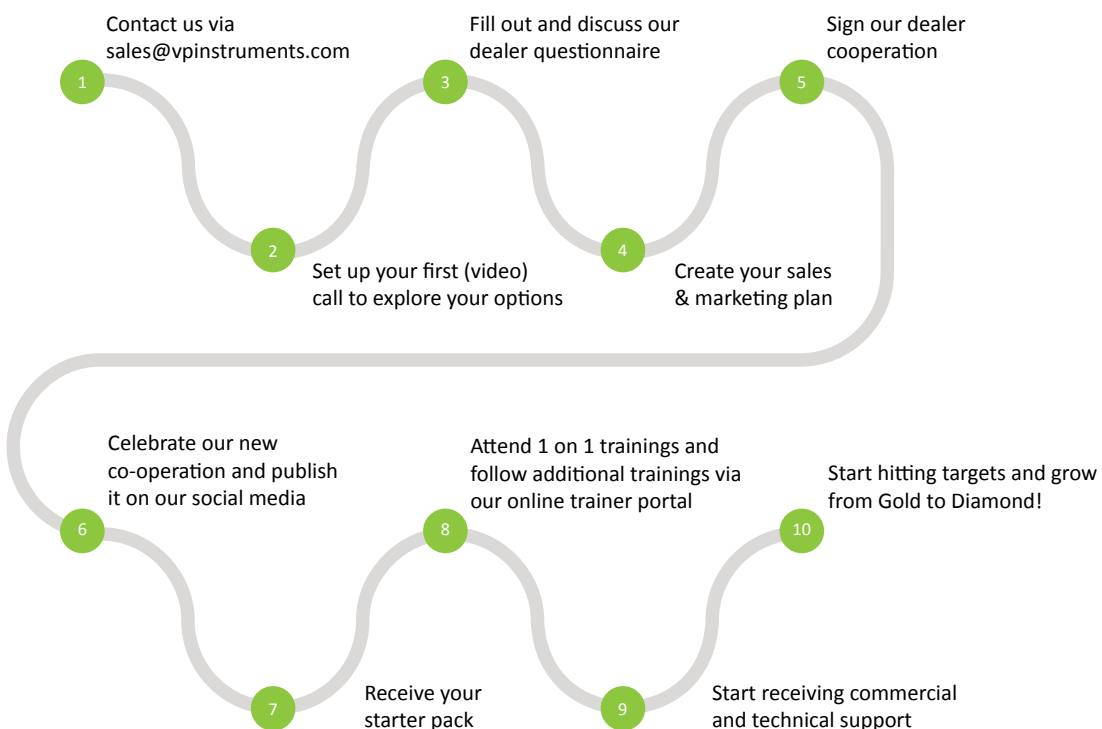 Contact us via
sales@vpinstruments.com
1
Set up your first (video)
call to explore your options
2
Fill out and discuss our
dealer questionnaire
3
Create your sales
& marketing plan
4
Sign our dealer
cooperation
5
Celebrate our new
co-operation and publish
it on our social media
6
Receive your
starter pack
7
Attend 1 on 1 trainings and
follow additional trainings via
our online trainer portal
8
Start receiving commercial
and technical support
9
Start hitting targets and grow
from Gold to Diamond!
10